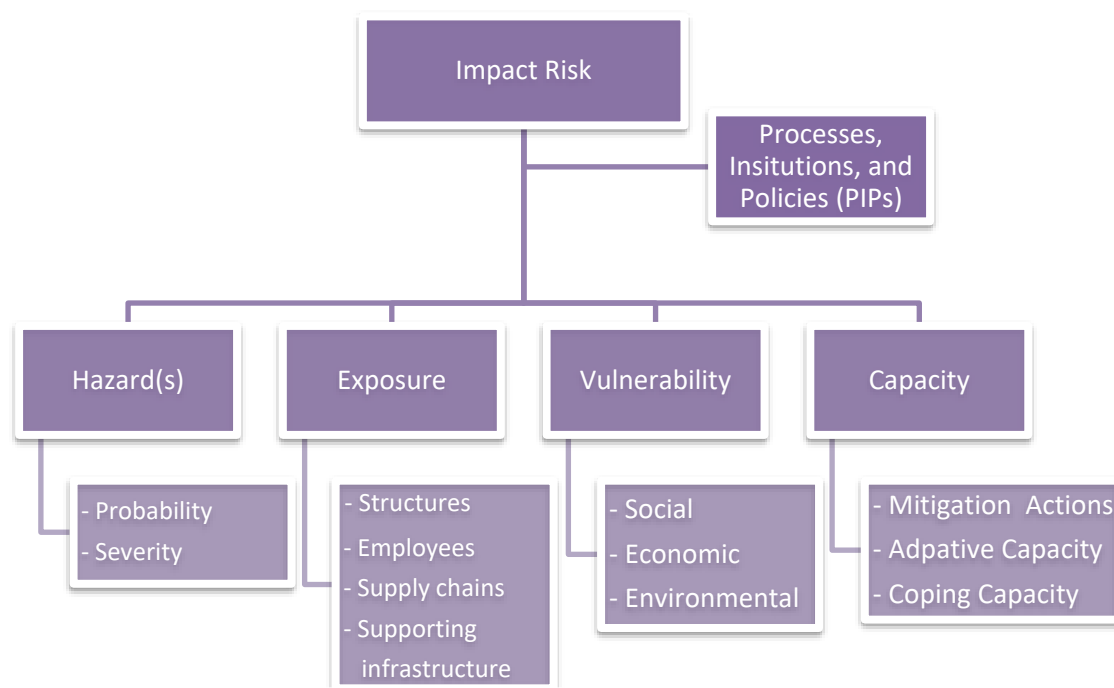 Impact Risk
Processes,
Insitutions, and
Policies (PIPs)
Hazard(s)
Exposure
Vulnerability
Capacity
- Probability
- Severity
- Structures
- Employees
- Supply chains
- Supporting
infrastructure
- Social
- Economic
- Environmental
- Mitigation Actions
- Adpative Capacity
- Coping Capacity